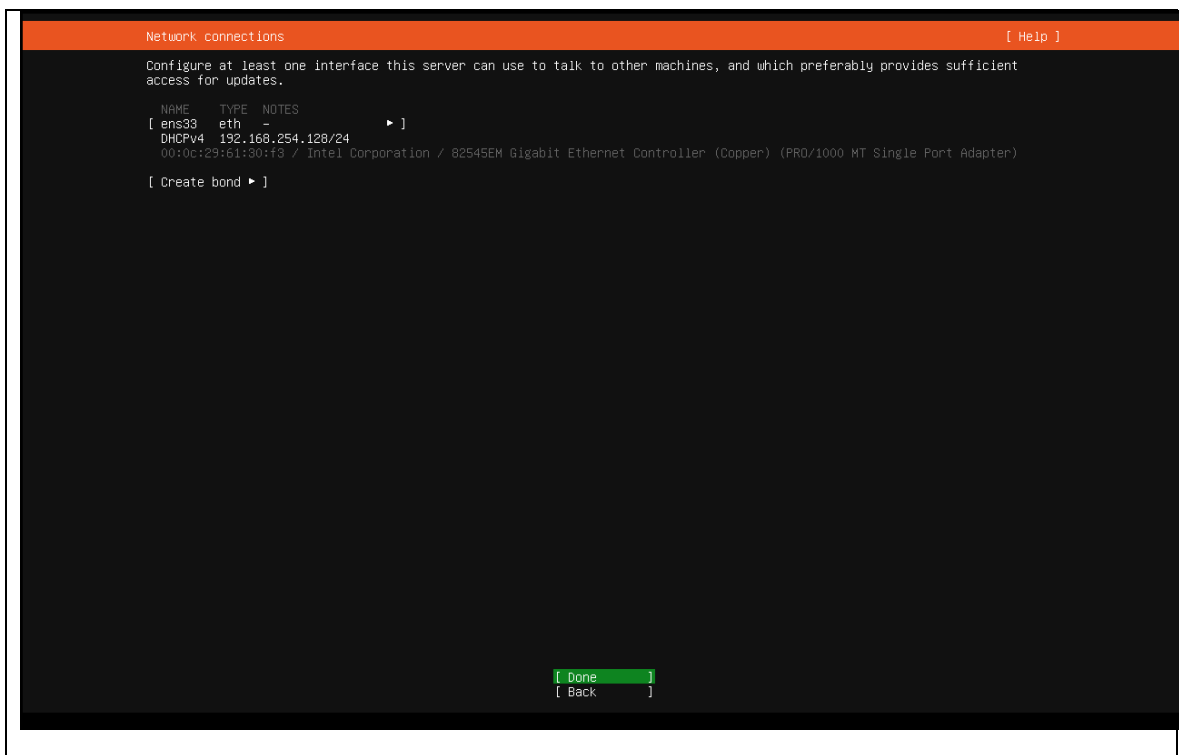 Network connections [ Help ]
Configure at least one interface this server can use to talk to other machines, and which preferably provides sufficient
access for updates.
NAME TYPE NOTES
[ ens33 eth - ▸ ]
DHCPv4 192.168.254.128/24
00:0c:29:61:30:f3 / Intel Corporation / 82545EM Gigabit Ethernet Controller (Copper) (PRO/1000 MT Single Port Adapter)
[ Create bond ▸ ]
[ Done ]
[ Back ]